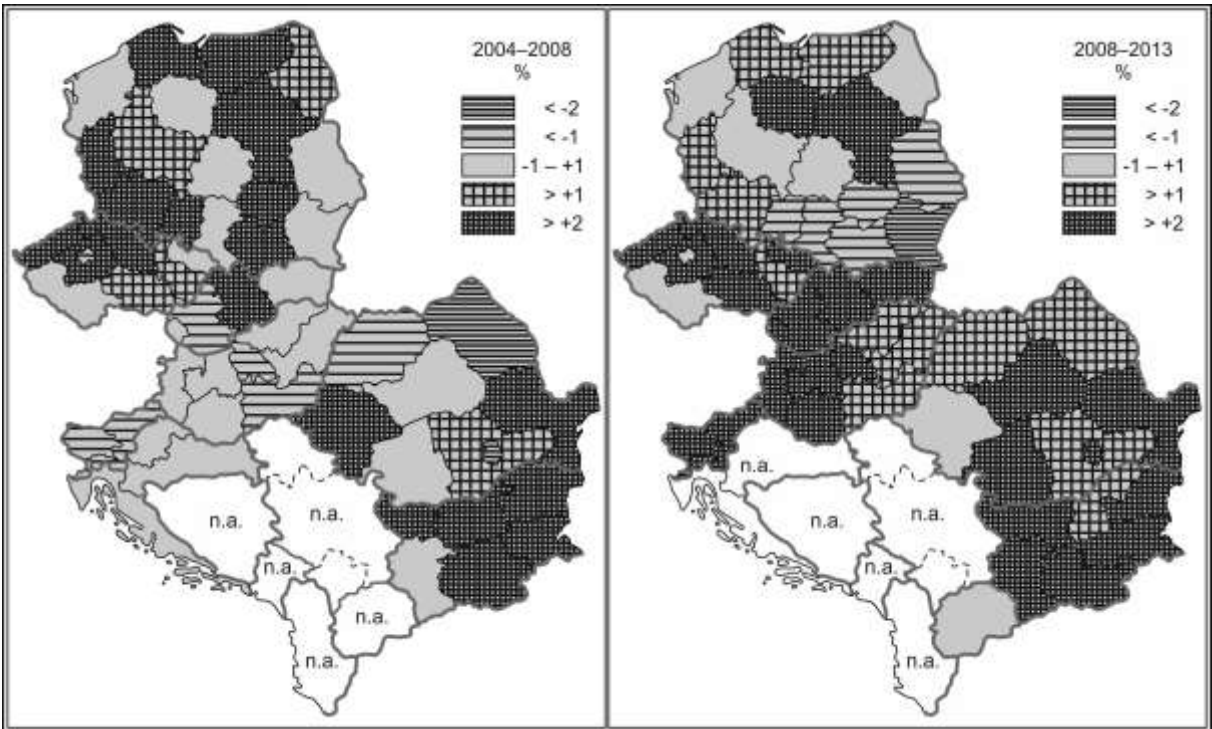 2004–2008
%
< -2
< -1
-1 – +1
> +1
> +2
n.a.
n.a.
n.a.
n.a.
n.a.
2008–2013
%
< -2
< -1
-1 – +1
> +1
> +2
n.a.
n.a.
n.a.
n.a.
n.a.